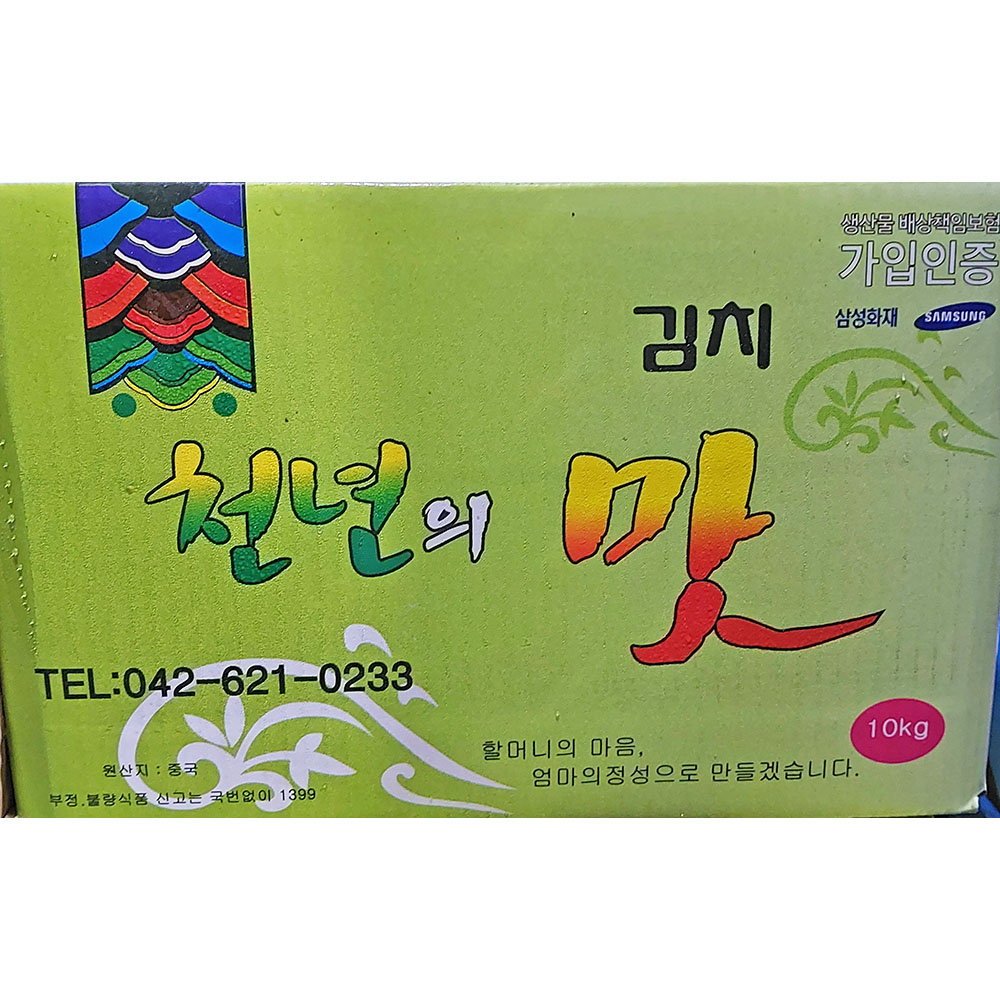 생산물 배상책임보험
가입인증
삼성화재 SAMSUNG
김치
천년의 맛
TEL:042-621-0233
10kg
할머니의 마음,
엄마의정성으로 만들겠습니다.
원산지 : 중국
부정.불량식품 신고는 국번없이 1399